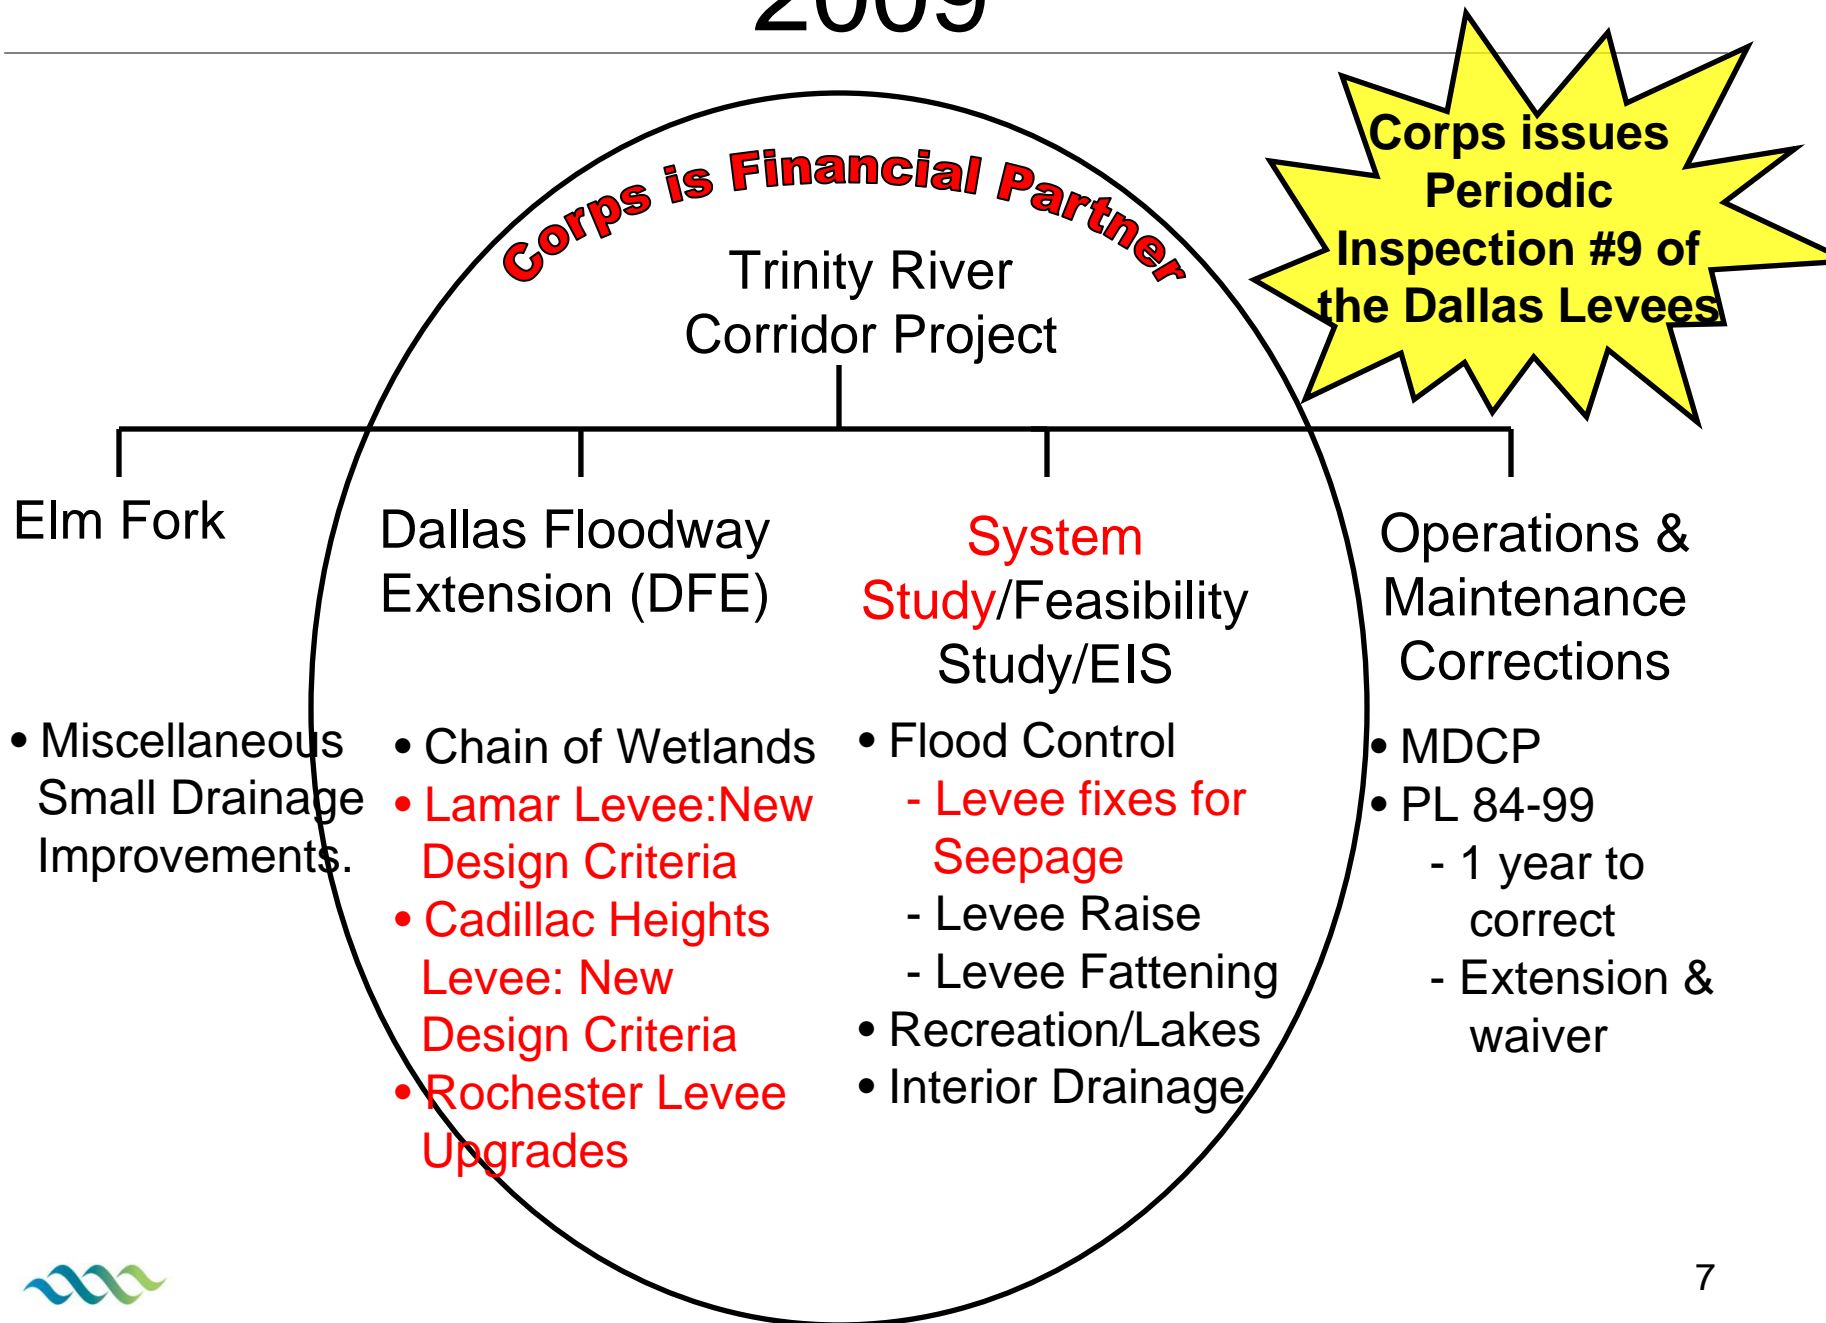 2009
Corps issues
Periodic
Inspection #9 of
the Dallas Levees
Corps is Financial Partner
Trinity River
Corridor Project
Elm Fork
• Miscellaneous
Small Drainage
Improvements.
Dallas Floodway
Extension (DFE)
• Chain of Wetlands
• Lamar Levee:New
Design Criteria
• Cadillac Heights
Levee: New
Design Criteria
• Rochester Levee
Upgrades
System
Study/Feasibility
Study/EIS
• Flood Control
- Levee fixes for
Seepage
- Levee Raise
- Levee Fattening
• Recreation/Lakes
• Interior Drainage
Operations &
Maintenance
Corrections
• MDCP
• PL 84-99
- 1 year to
correct
- Extension &
waiver
7